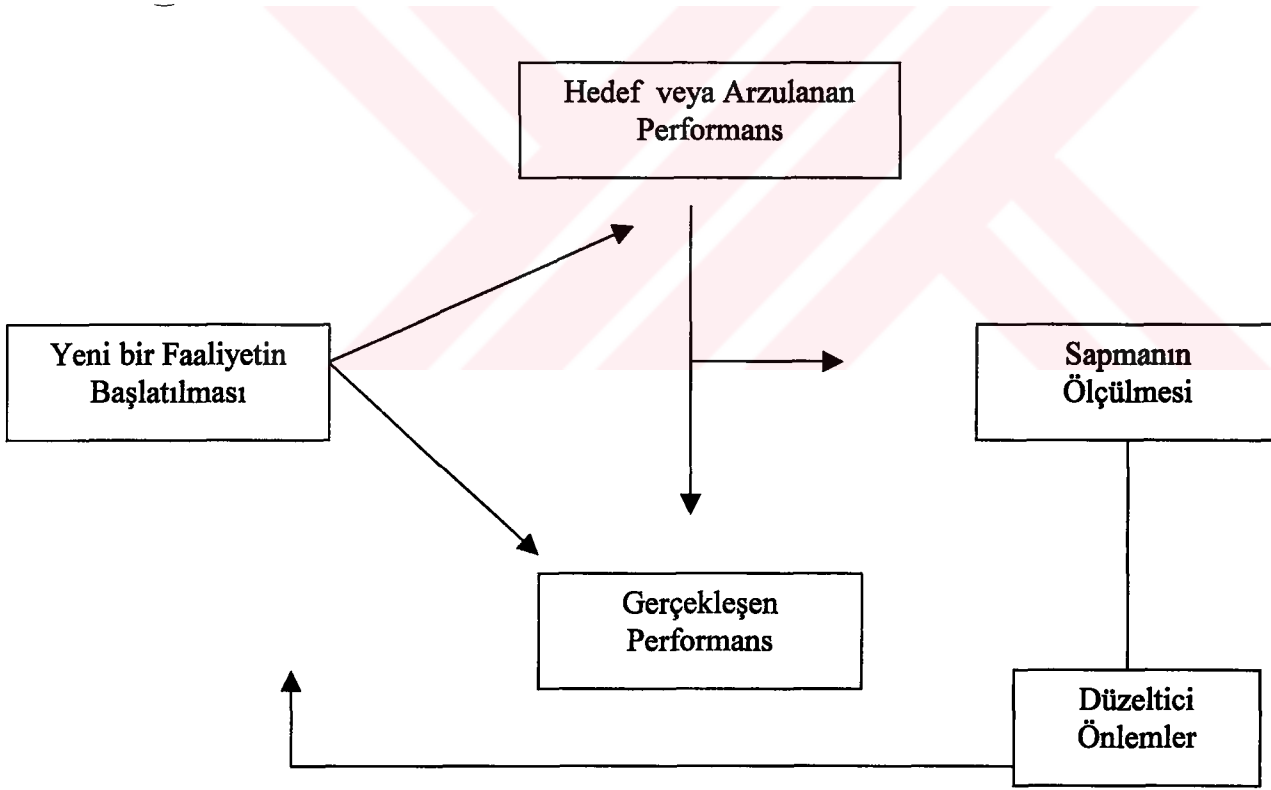 Hedef veya Arzulanan
Performans
Yeni bir Faaliyetin
Başlatılması
Sapmanın
Ölçülmesi
Gerçekleşen
Performans
Düzeltici
Önlemler